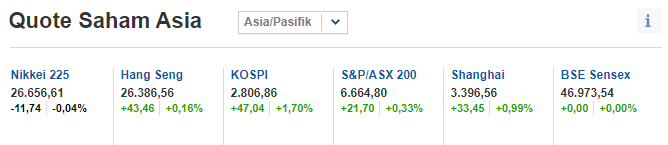 Quote Saham Asia
Asia/Pasifik
i
Nikkei 225 Hang Seng KOSPI S&P/ASX 200 Shanghai BSE Sensex
26.656,61 26.386,56 2.806,86 6.664,80 3.396,56 46.973,54
-11,74 -0,04% +43,46 +0,16% +47,04 +1,70% +21,70 +0,33% +33,45 +0,99% +0,00 +0,00%